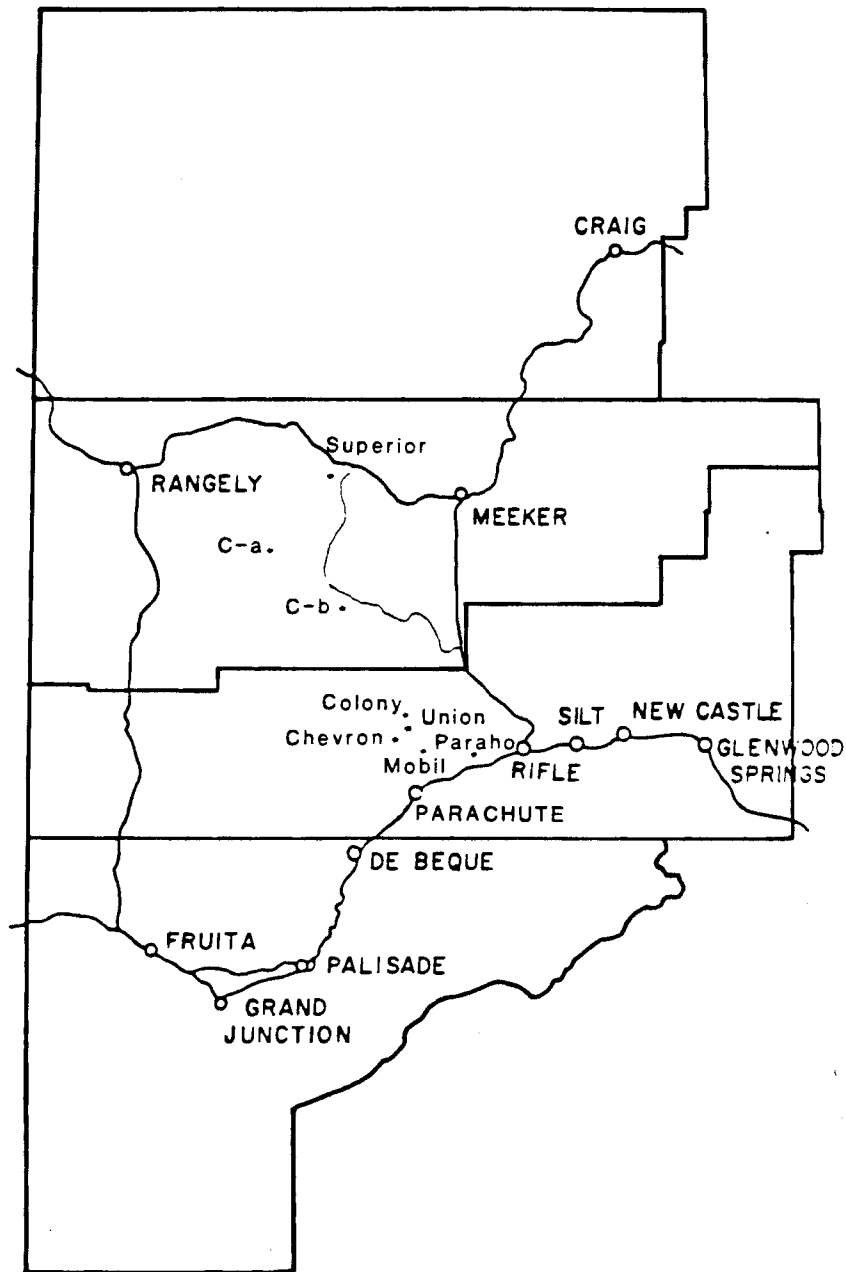 CRAIG
Superior
RANGELY
MEEKER
C-a
C-b
Colony
Union
SILT
NEW CASTLE
Chevron
Paraho
GLENWOOD
SPRINGS
Mobil
RIFLE
PARACHUTE
DE BEQUE
FRUITA
PALISADE
GRAND
JUNCTION